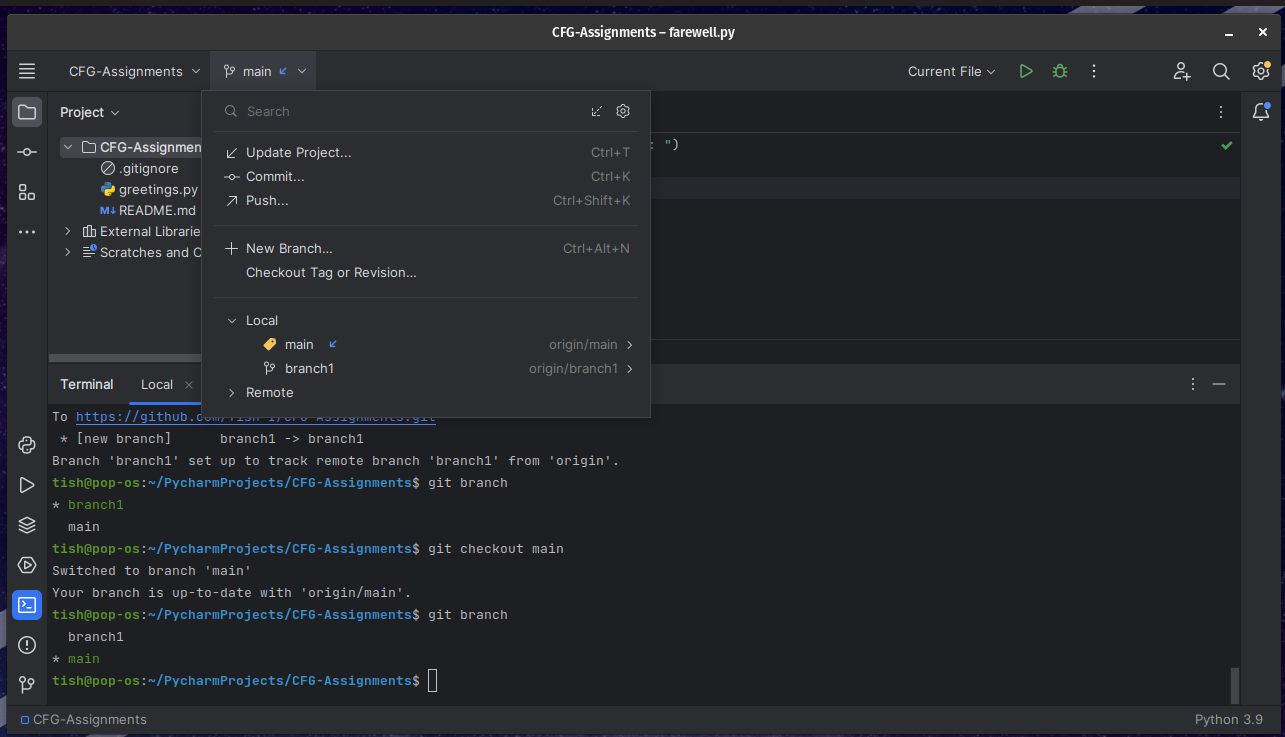 CFG-Assignments – farewell.py
CFG-Assignments
main
Current File
Project
Search
: ")
CFG-Assignmen
.gitignore
greetings.py
M↓ README.md
External Librarie
Scratches and C
Update Project... Ctrl+T
Commit... Ctrl+K
Push... Ctrl+Shift+K
New Branch... Ctrl+Alt+N
Checkout Tag or Revision...
Local
main origin/main
branch1 origin/branch1
Remote
Terminal Local
To https://github.com/Tish-1/CFG-Assignments.git
* [new branch] branch1 -> branch1
Branch 'branch1' set up to track remote branch 'branch1' from 'origin'.
tish@pop-os:~/PycharmProjects/CFG-Assignments$ git branch
* branch1
main
tish@pop-os:~/PycharmProjects/CFG-Assignments$ git checkout main
Switched to branch 'main'
Your branch is up-to-date with 'origin/main'.
tish@pop-os:~/PycharmProjects/CFG-Assignments$ git branch
branch1
* main
tish@pop-os:~/PycharmProjects/CFG-Assignments$
CFG-Assignments Python 3.9